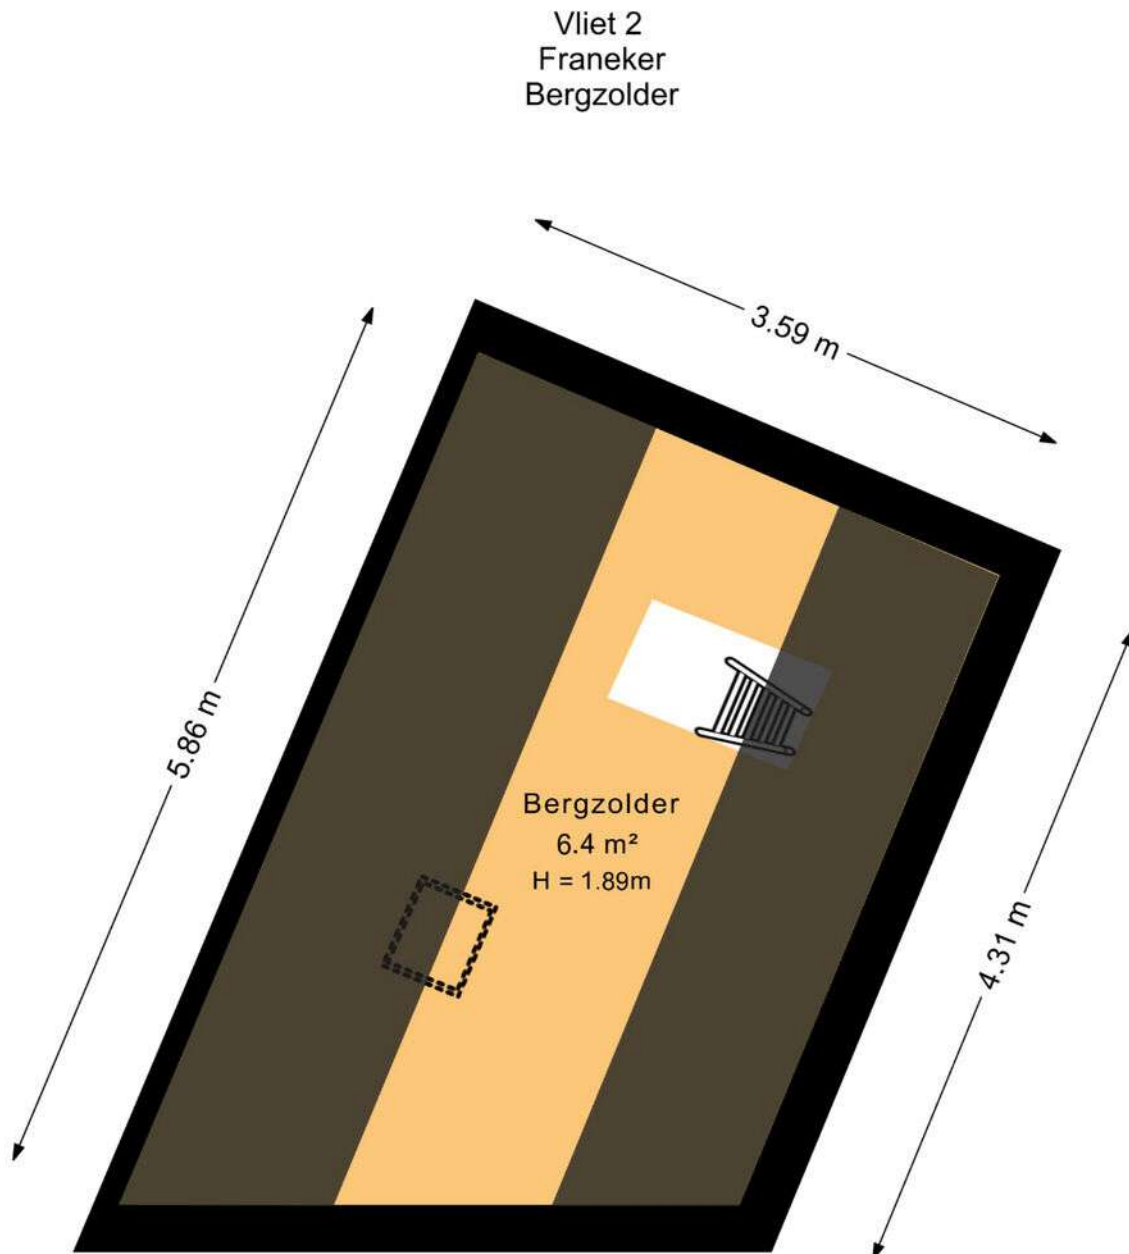 Vliet 2
Franeker
Bergzolder
3.59 m
5.86 m
Bergzolder
6.4 m²
H = 1.89m
4.31 m